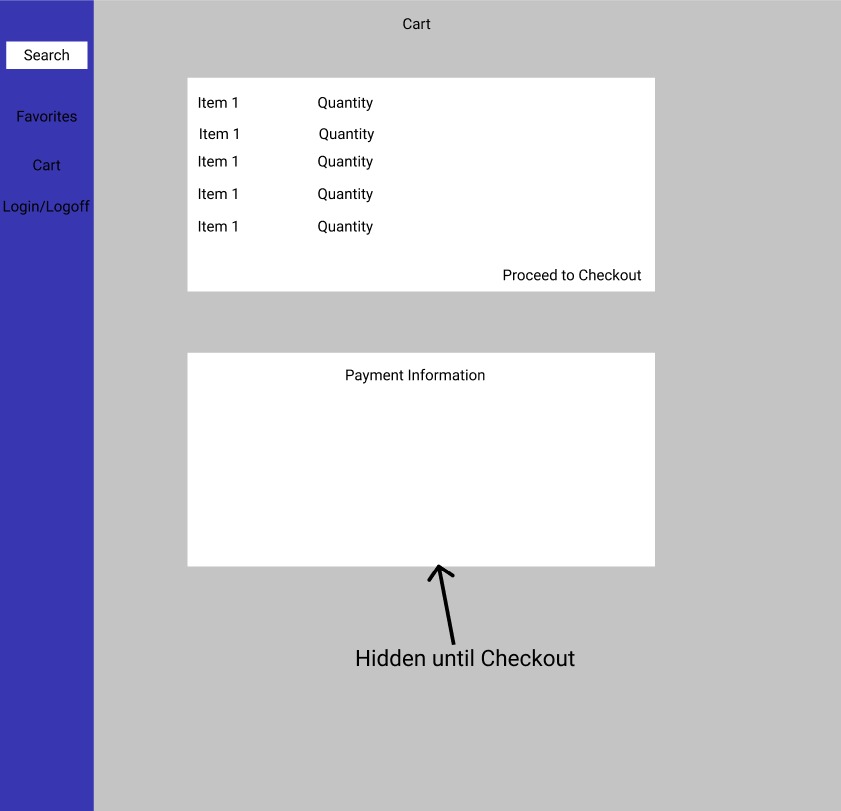 Cart
Search
Favorites
Cart
Login/Logoff
Item 1 Quantity
Item 1 Quantity
Item 1 Quantity
Item 1 Quantity
Item 1 Quantity
Proceed to Checkout
Payment Information
Hidden until Checkout